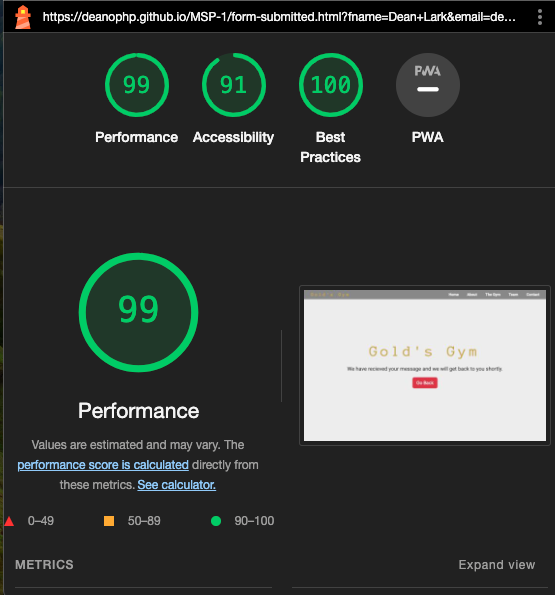 https://deanophp.github.io/MSP-1/form-submitted.html?fname=Dean+Lark&email=de...
99
91
100
PWA
Performance
Accessibility
Best
Practices
PWA
99
Performance
Values are estimated and may vary. The
performance score is calculated directly from
these metrics. See calculator.
0–49
50–89
90–100
Gold's Gym
Home
About
The Gym
Team
Contact
Gold's Gym
We have recieved your message and we will get back to you shortly.
Go Back
METRICS
Expand view